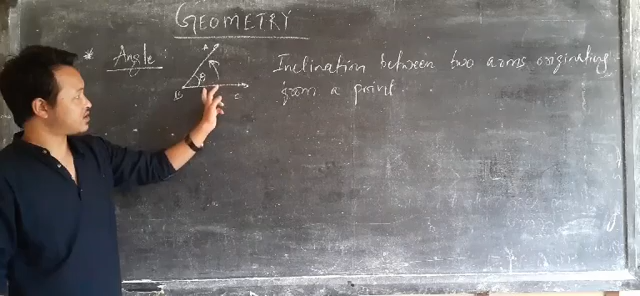 GEOMETRY
* Angle :
A
θ
B
C
Inclination between two arms originating
from a point.